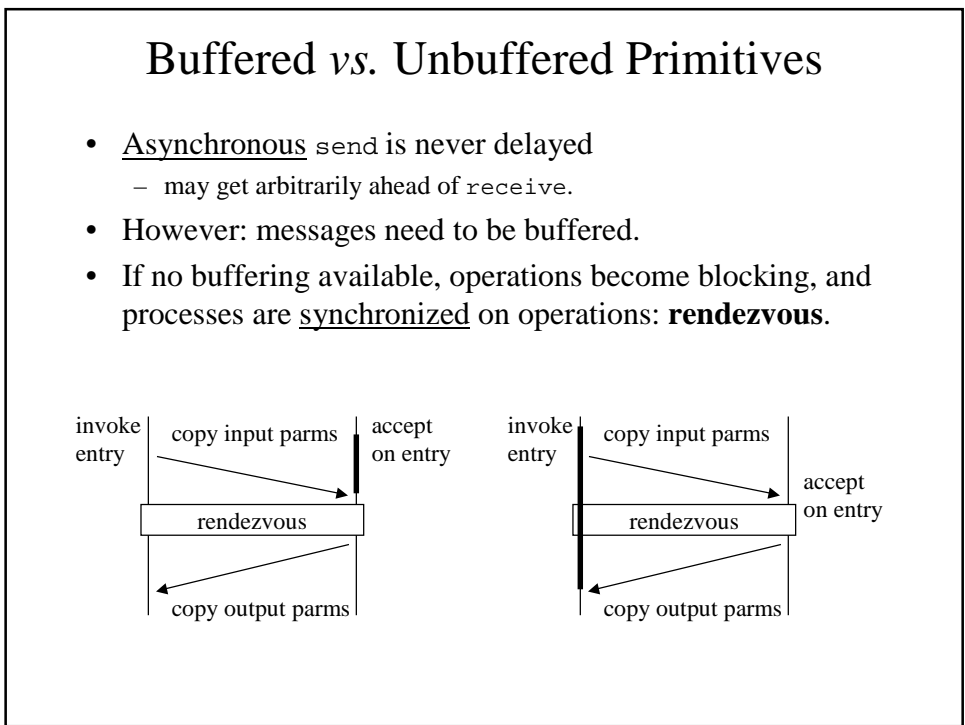 Buffered vs. Unbuffered Primitives
• Asynchronous send is never delayed
– may get arbitrarily ahead of receive.
• However: messages need to be buffered.
• If no buffering available, operations become blocking, and
processes are synchronized on operations: rendezvous.
invoke
entry
copy input parms
accept
on entry
rendezvous
copy output parms
invoke
entry
copy input parms
accept
on entry
rendezvous
copy output parms